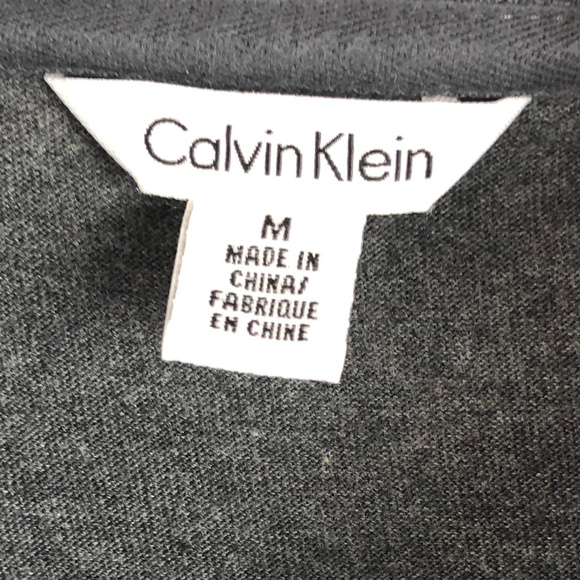 Calvin Klein
M
MADE IN
CHINA/
FABRIQUE
EN CHINE